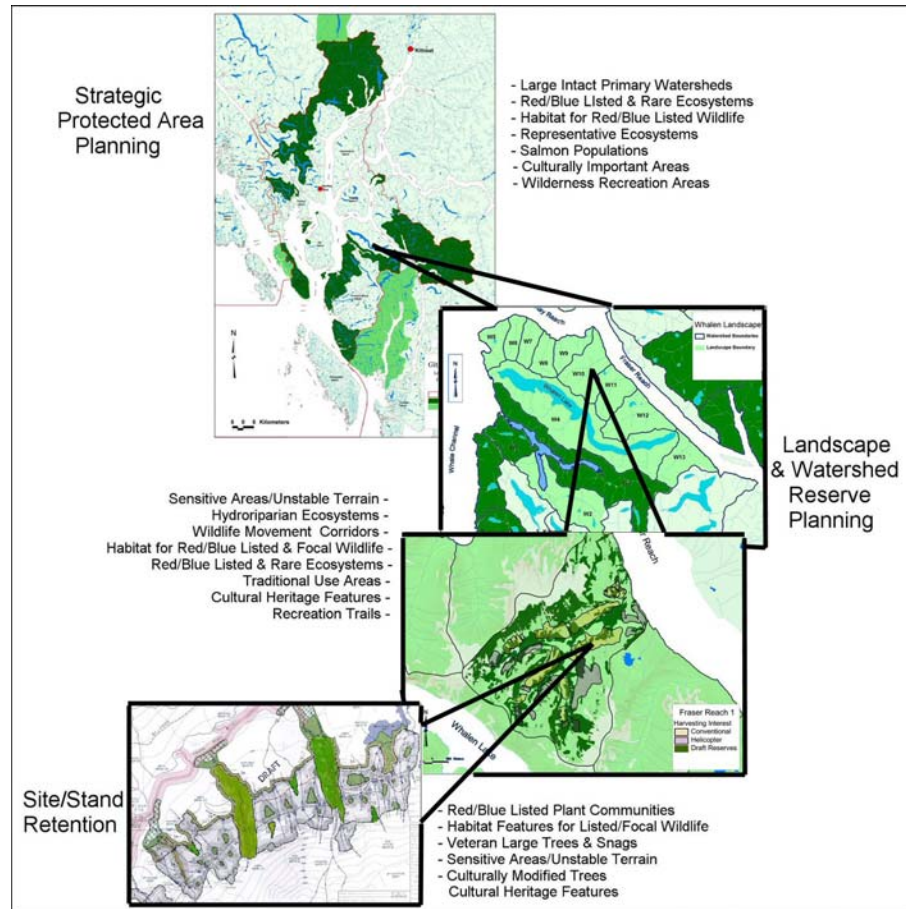 Strategic
Protected Area
Planning
- Large Intact Primary Watersheds
- Red/Blue LIsted & Rare Ecosystems
- Habitat for Red/Blue Listed Wildlife
- Representative Ecosystems
- Salmon Populations
- Culturally Important Areas
- Wilderness Recreation Areas
Kitimat
N
Kilometers
Whalen Landscape
Watershed Boundaries
Landscape Boundary
Fraser Reach
Whale Channel
N
W5
W6
W7
W8
W9
W10
W11
W12
W13
W4
Whalen Lake
Landscape
& Watershed
Reserve
Planning
Sensitive Areas/Unstable Terrain -
Hydroriparian Ecosystems -
Wildlife Movement Corridors -
Habitat for Red/Blue Listed & Focal Wildlife -
Red/Blue Listed & Rare Ecosystems -
Traditional Use Areas -
Cultural Heritage Features -
Recreation Trails -
Reach
Whalen Lake
Fraser Reach 1
Harvesting Interest
Conventional
Helicopter
Draft Reserves
Site/Stand
Retention
DRAFT
- Red/Blue Listed Plant Communities
- Habitat Features for Listed/Focal Wildlife
- Veteran Large Trees & Snags
- Sensitive Areas/Unstable Terrain
- Culturally Modified Trees
Cultural Heritage Features